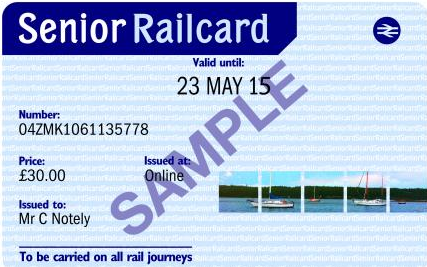 Senior Railcard
Valid until:
23 MAY 15
Number:
04ZMK1061135778
Price:
£30.00
Issued at:
Online
Issued to:
Mr C Notely
SAMPLE
To be carried on all rail journeys